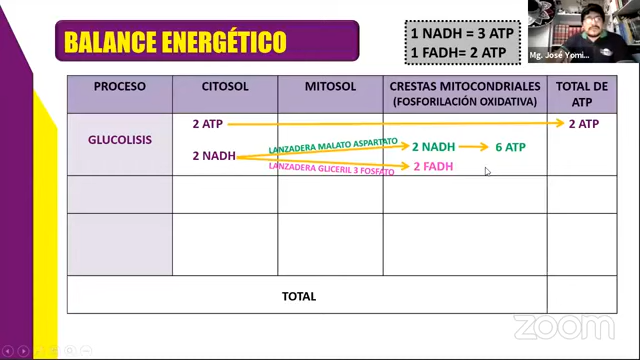 BALANCE ENERGÉTICO
1 NADH = 3 ATP
1 FADH= 2 ATP
Mg. José Yomi...
PROCESO
CITOSOL
MITOSOL
CRESTAS MITOCONDRIALES
(FOSFORILACIÓN OXIDATIVA)
TOTAL DE
ATP
GLUCOLISIS
2 ATP
2 ATP
2 NADH
LANZADERA MALATO ASPARTATO
2 NADH
6 ATP
LANZADERA GLICERIL 3 FOSFATO
2 FADH
TOTAL
zoom